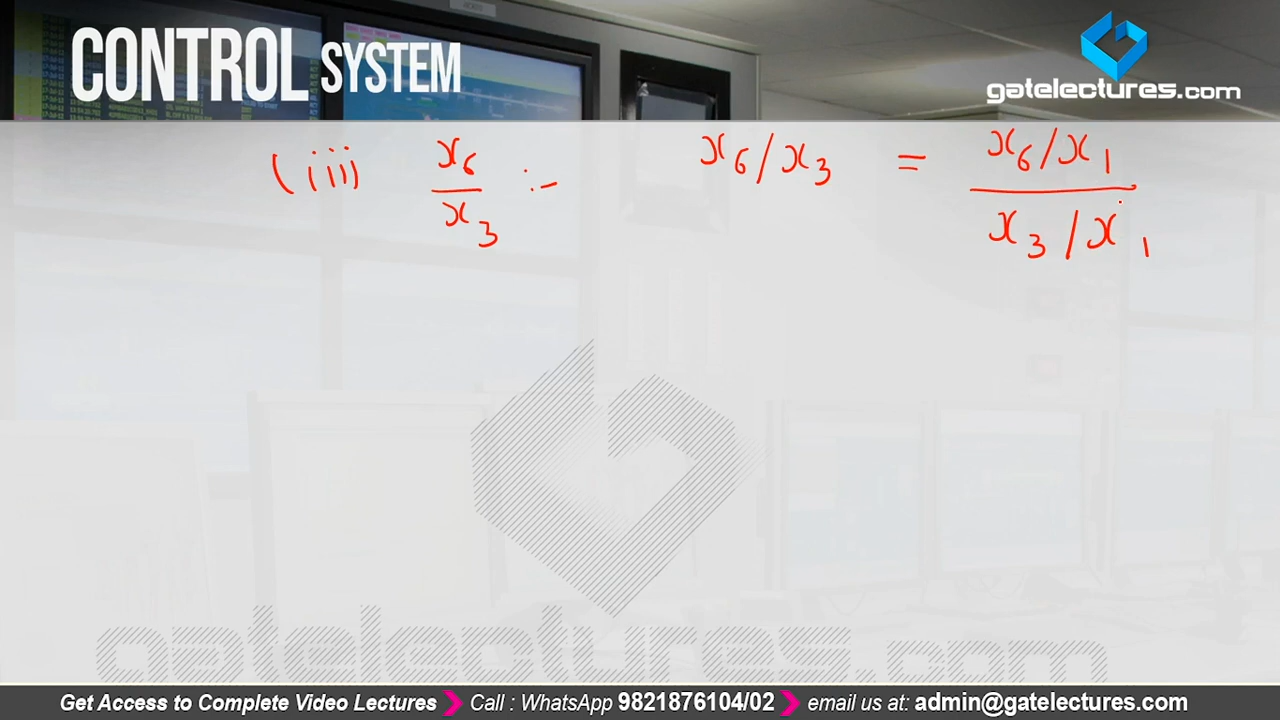 CONTROL SYSTEM
gatelectures.com
(iii) x₆/x₃ :- x₆/x₃ = (x₆/x₁)/(x₃/x₁)
gatelectures.com
Get Access to Complete Video Lectures Call : WhatsApp 9821876104/02 email us at: admin@gatelectures.com